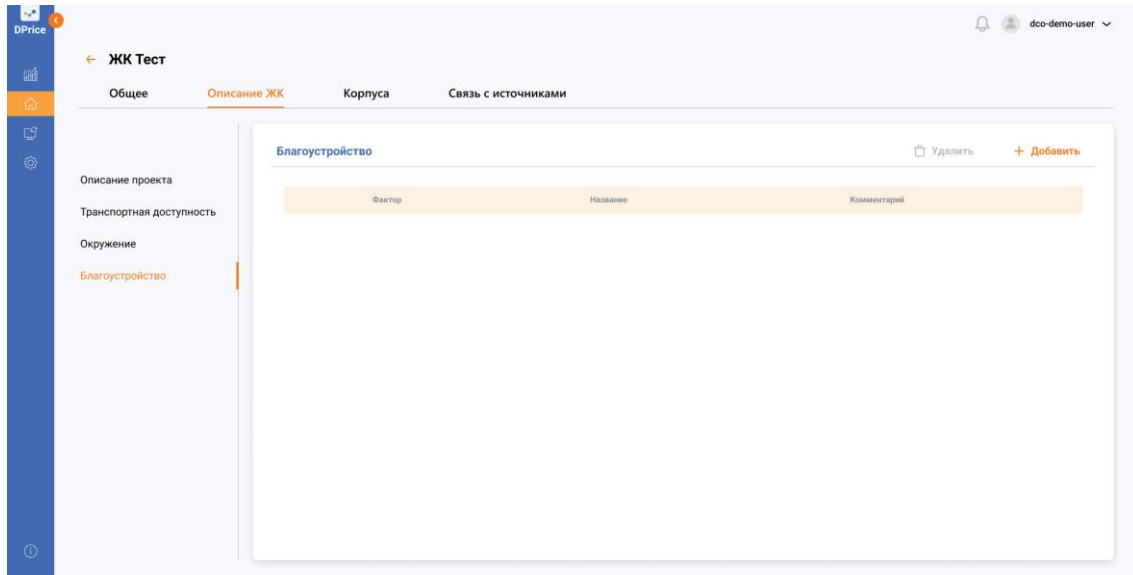 DPrice
dco-demo-user
ЖК Тест
Общее Описание ЖК Корпуса Связь с источниками
Благоустройство Удалить + Добавить
Описание проекта
Фактор Название Комментарий
Транспортная доступность
Окружение
Благоустройство